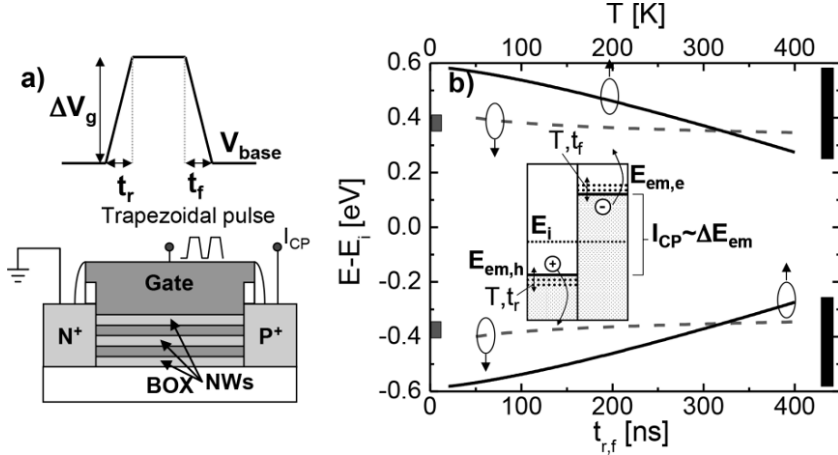 a)
ΔVg
Vbase
tr
tf
Trapezoidal pulse
ICP
Gate
N+
P+
NWs
BOX
T [K]
0 100 200 300 400
b)
0.6
0.4
0.2
0.0
-0.2
-0.4
-0.6
E-Ei [eV]
T,tf
Eem,e
-
Ei
ICP~ΔEem
Eem,h
+
T,tr
0 100 200 300 400
tr,f [ns]